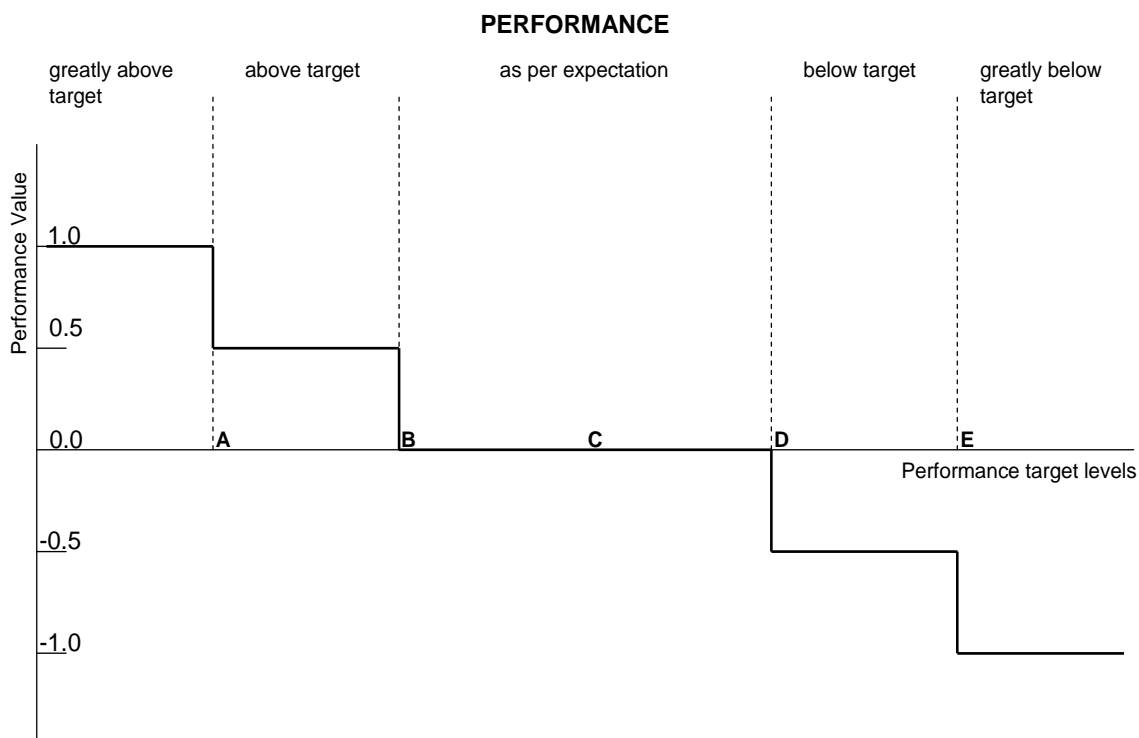 PERFORMANCE
greatly above
target
above target
as per expectation
below target
greatly below
target
Performance Value
1.0
0.5
0.0
A
B
C
D
E
Performance target levels
-0.5
-1.0